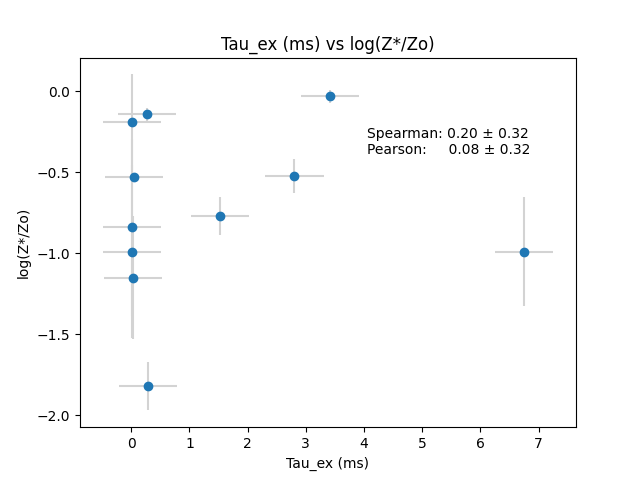 Tau_ex (ms) vs log(Z*/Zo)
0.0
Spearman: 0.20 ± 0.32
Pearson: 0.08 ± 0.32
−0.5
log(Z*/Zo)
−1.0
−1.5
−2.0
0 1 2 3 4 5 6 7
Tau_ex (ms)